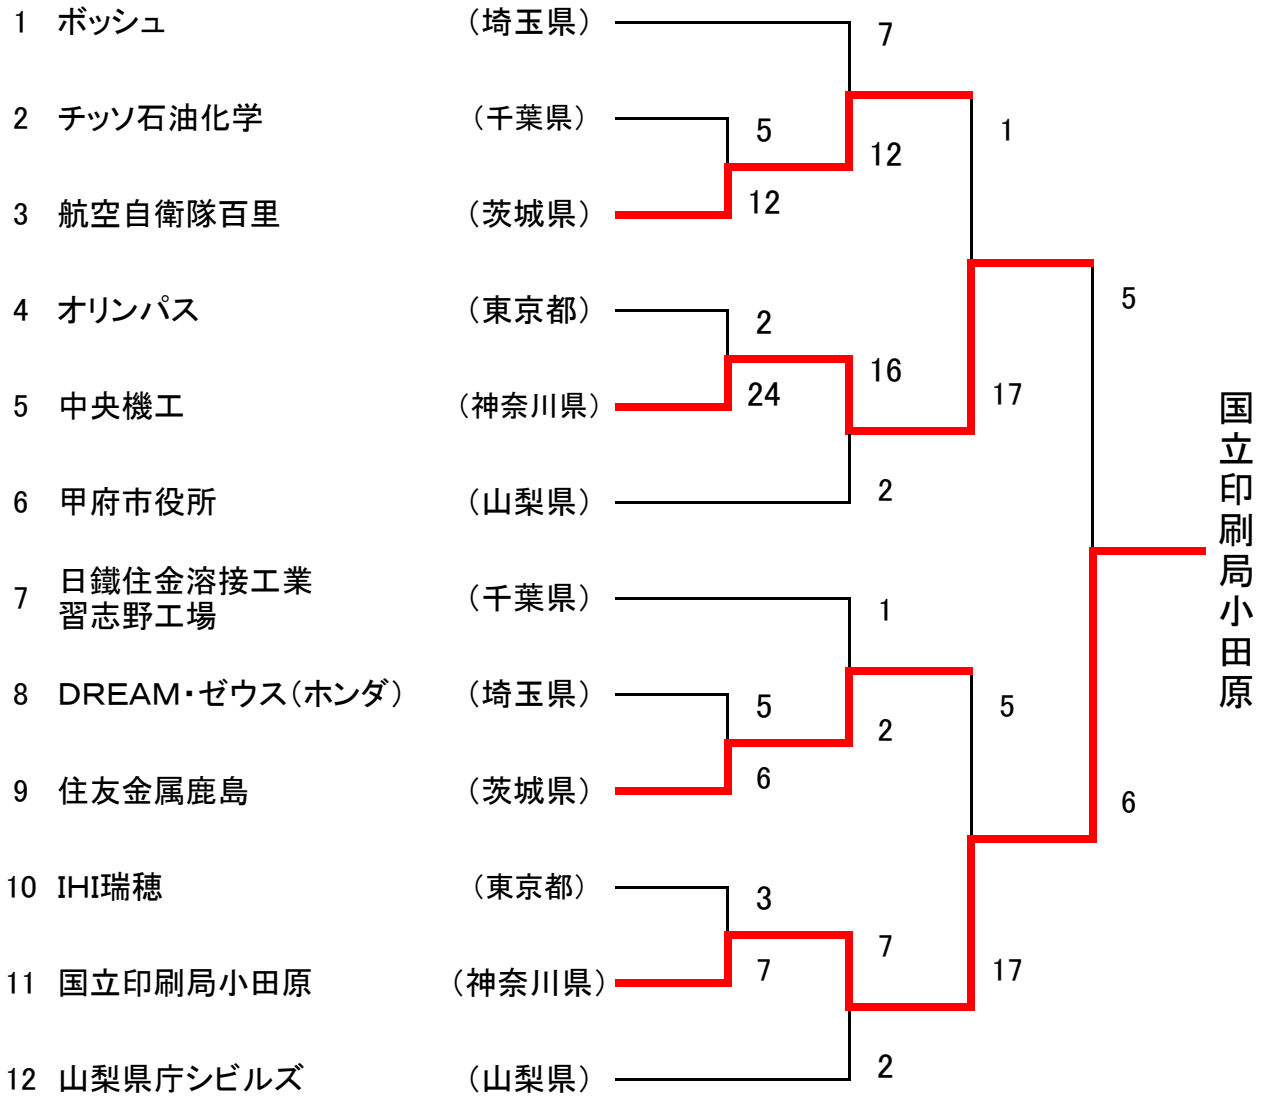 1 ボッシュ (埼玉県)
7
2 チッソ石油化学 (千葉県)
5
1
12
3 航空自衛隊百里 (茨城県)
12
4 オリンパス (東京都)
2
5
16
5 中央機工 (神奈川県)
24
17
6 甲府市役所 (山梨県)
2
国立印刷局小田原
7 日鐵住金溶接工業
習志野工場 (千葉県)
1
8 DREAM・ゼウス(ホンダ) (埼玉県)
5
5
2
9 住友金属鹿島 (茨城県)
6
6
10 IHI瑞穂 (東京都)
3
7
11 国立印刷局小田原 (神奈川県)
7
17
12 山梨県庁シビルズ (山梨県)
2